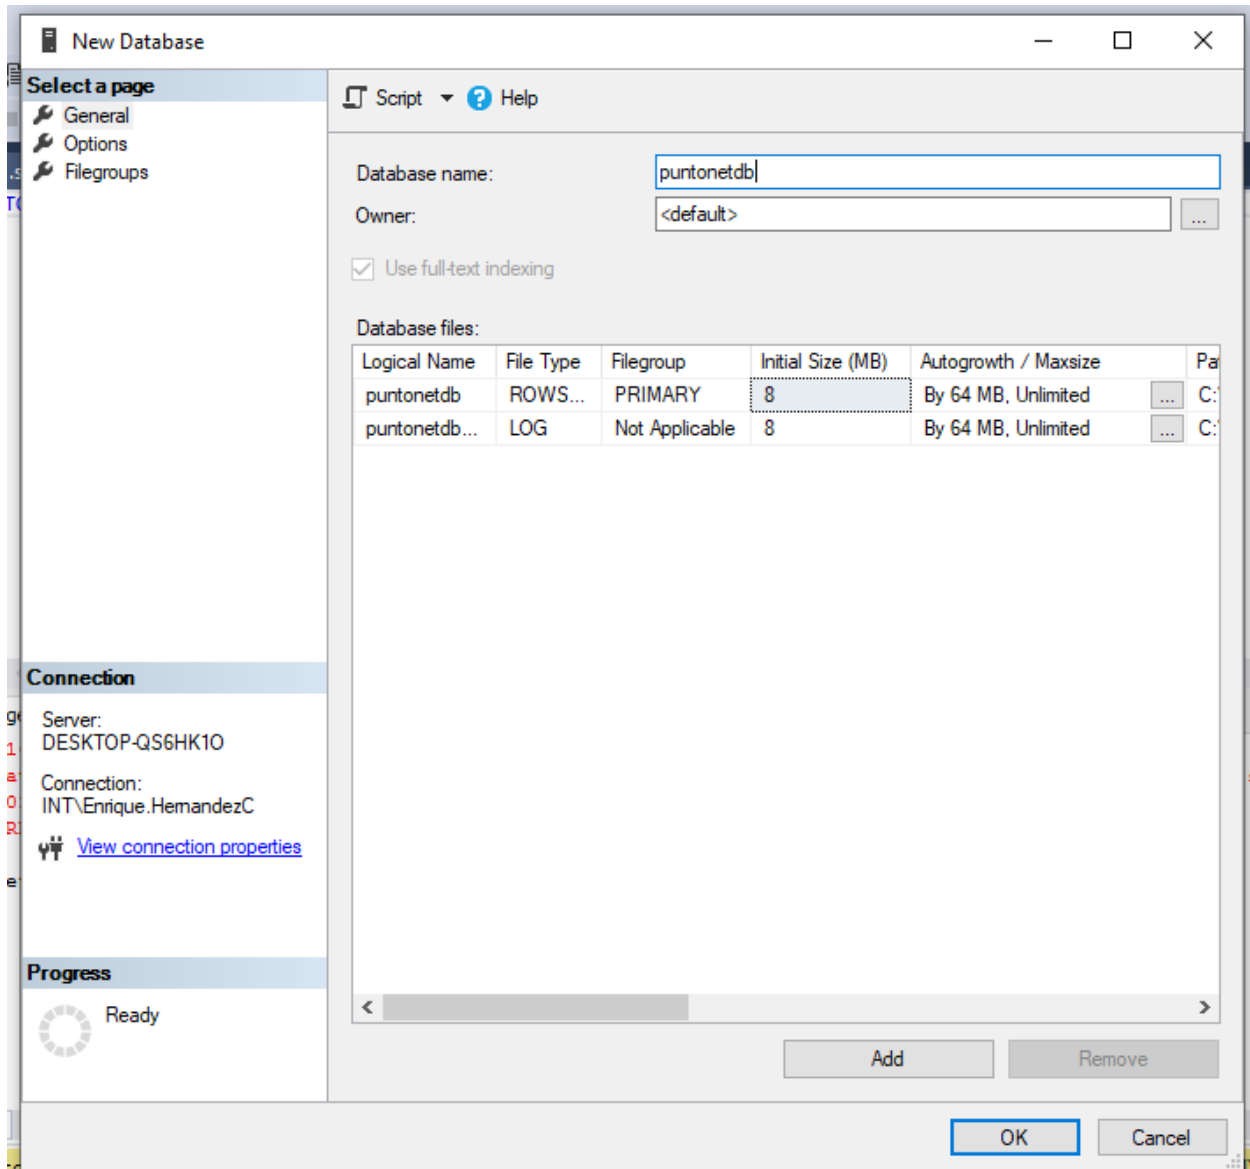 New Database
Select a page
General
Options
Filegroups
Script
Help
Database name:
puntonetdb
Owner:
<default>
...
Use full-text indexing
Database files:
Logical Name File Type Filegroup Initial Size (MB) Autogrowth / Maxsize
puntonetdb ROWS... PRIMARY 8 By 64 MB, Unlimited ... C:
puntonetdb... LOG Not Applicable 8 By 64 MB, Unlimited ... C:
Connection
Server:
DESKTOP-QS6HK1O
Connection:
INT\Enrique.HernandezC
View connection properties
Progress
Ready
Add
Remove
OK
Cancel